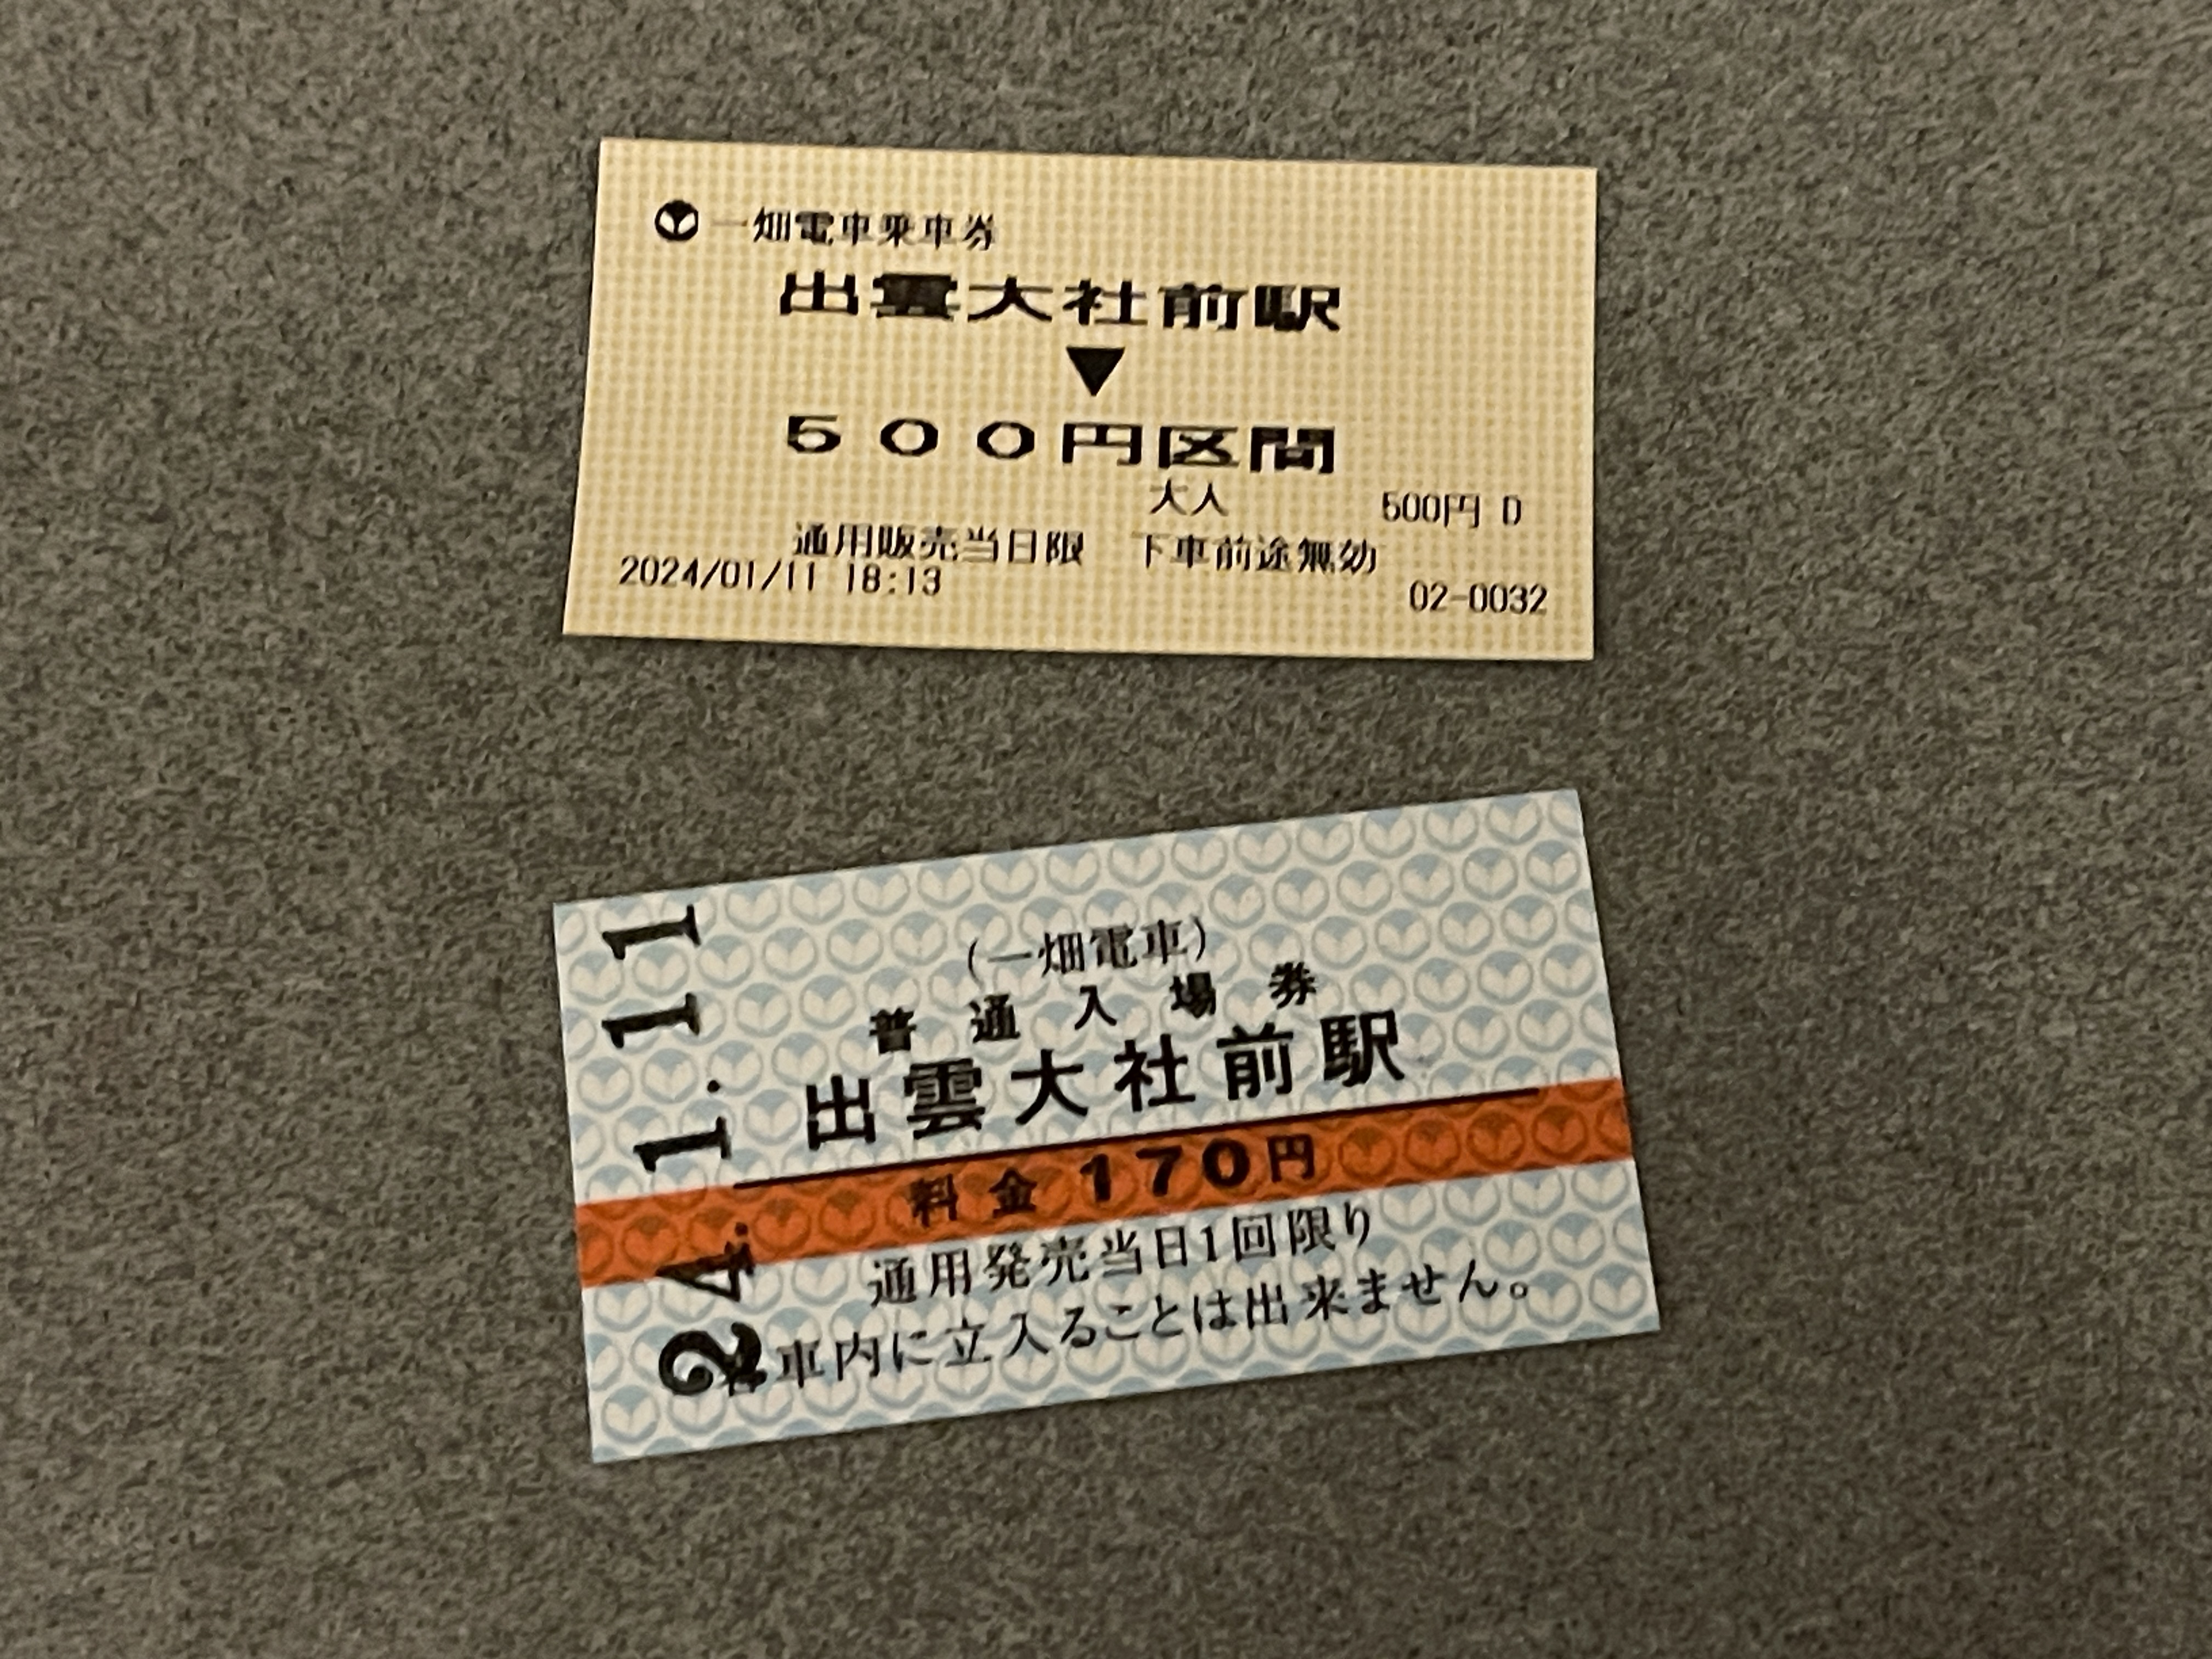 一畑電車乗車券
出雲大社前駅
▼
500円区間
大人 500円 D
通用販売当日限 下車前途無効
2024/01/11 18:13
02-0032
24. 1. 11
(一畑電車)
普通入場券
出雲大社前駅
料金 170円
通用発売当日1回限り
車内に立入ることは出来ません。